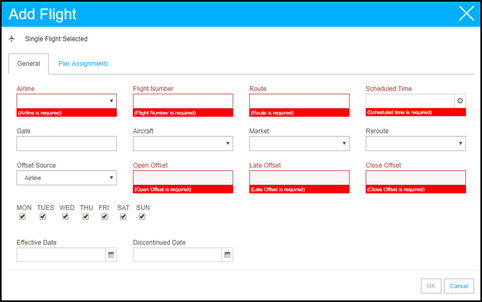 Add Flight
Single Flight Selected
General Pier Assignments
Airline Flight Number Route Scheduled Time
(Airline is required) (Flight Number is required) (Route is required) (Scheduled time is required)
Gate Aircraft Market Reroute
Offset Source Open Offset Late Offset Close Offset
Airline
(Open Offset is required) (Late Offset is required) (Close Offset is required)
MON TUES WED THU FRI SAT SUN
Effective Date Discontinued Date
OK Cancel